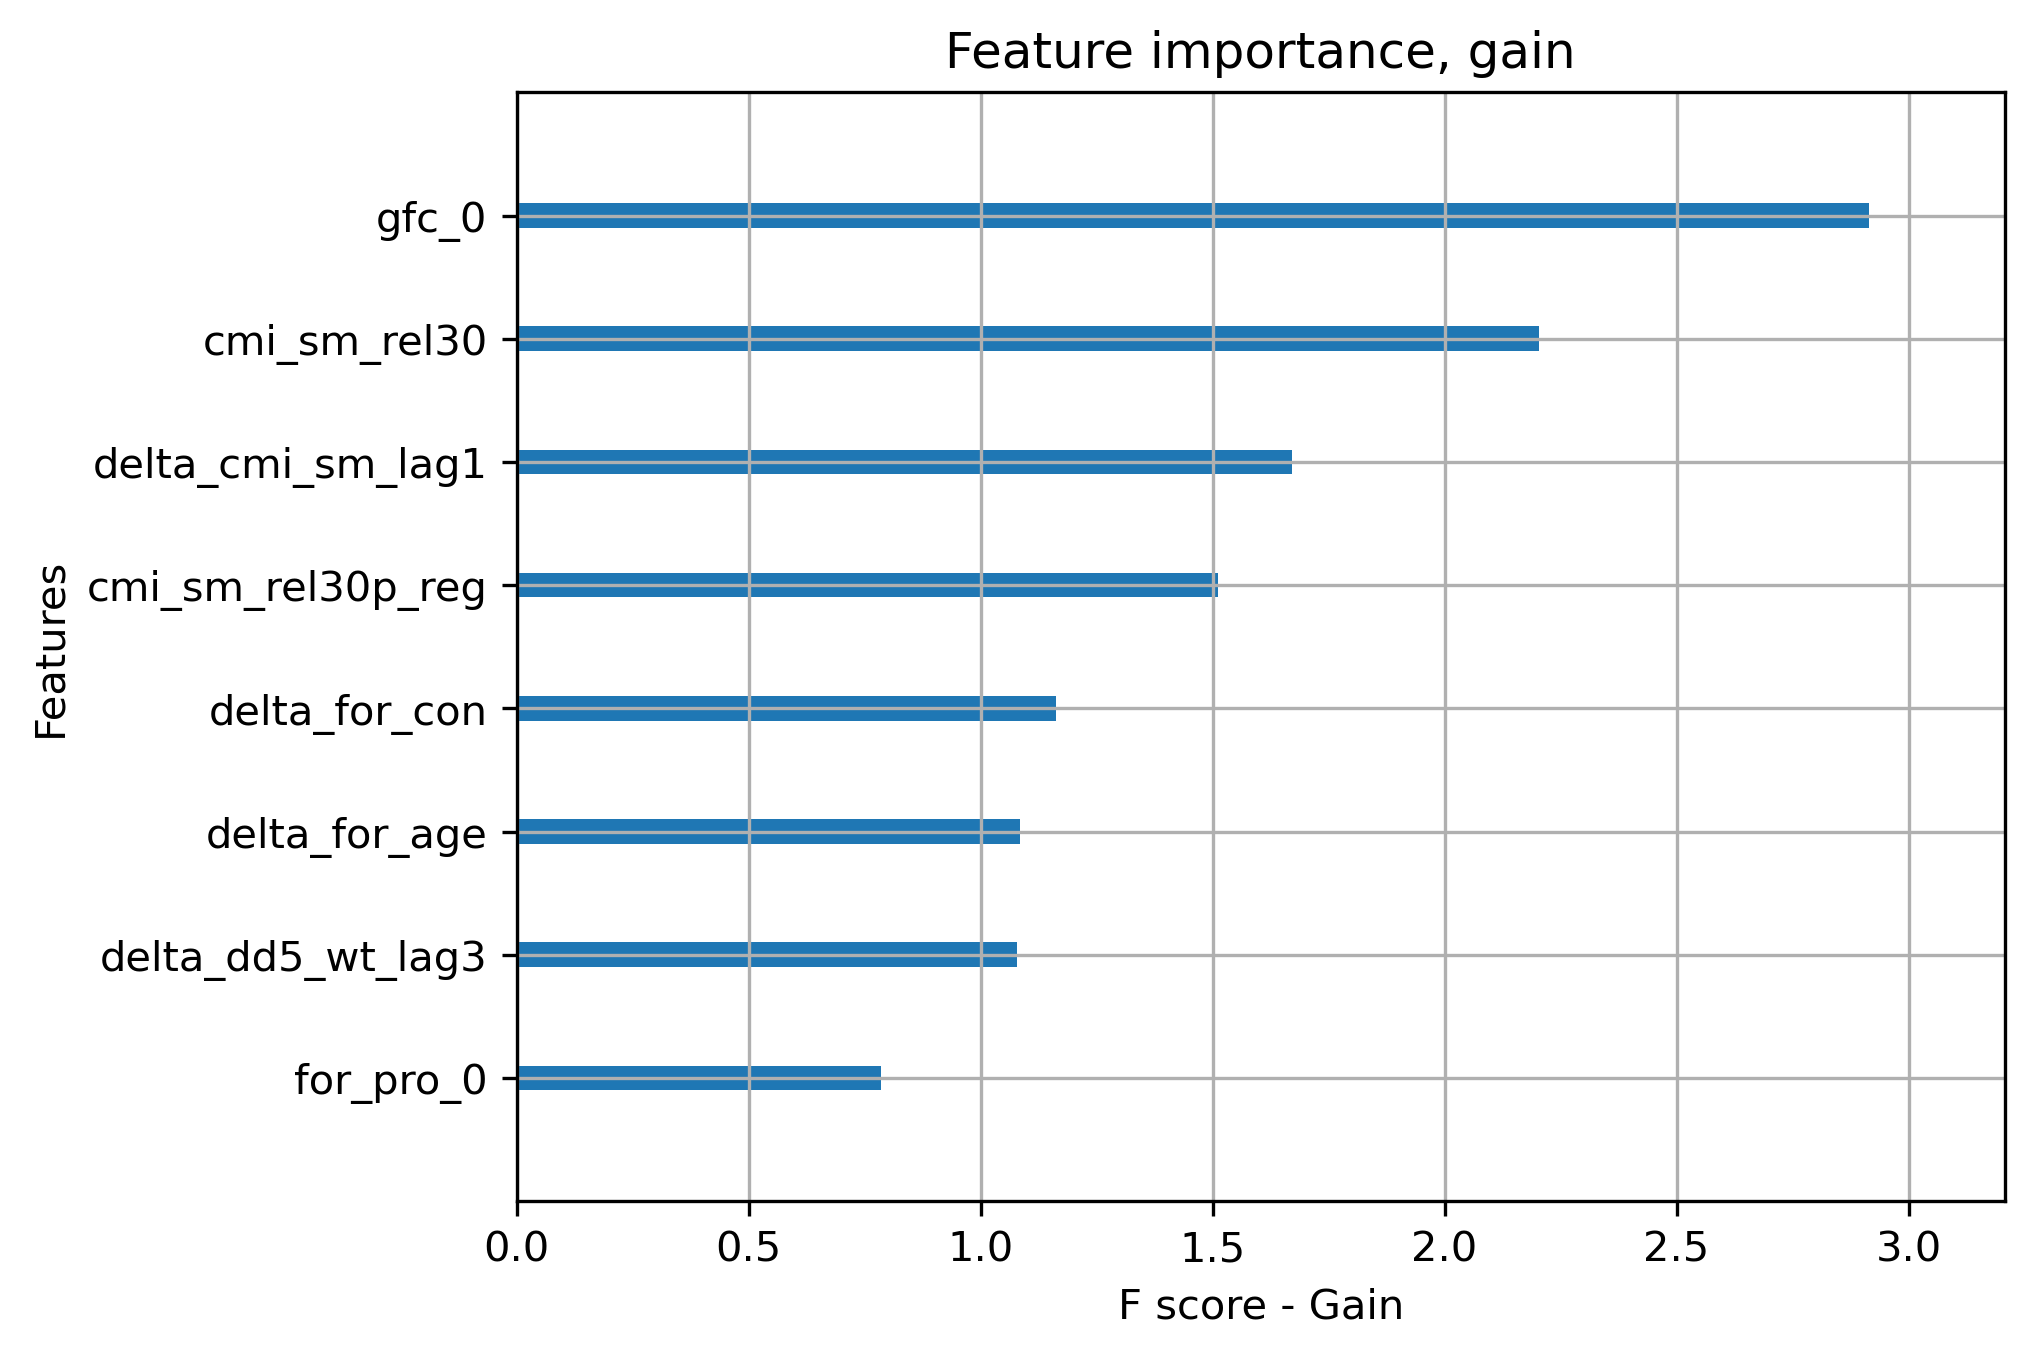 Feature importance, gain
Features
gfc_0
cmi_sm_rel30
delta_cmi_sm_lag1
cmi_sm_rel30p_reg
delta_for_con
delta_for_age
delta_dd5_wt_lag3
for_pro_0
0.0 0.5 1.0 1.5 2.0 2.5 3.0
F score - Gain